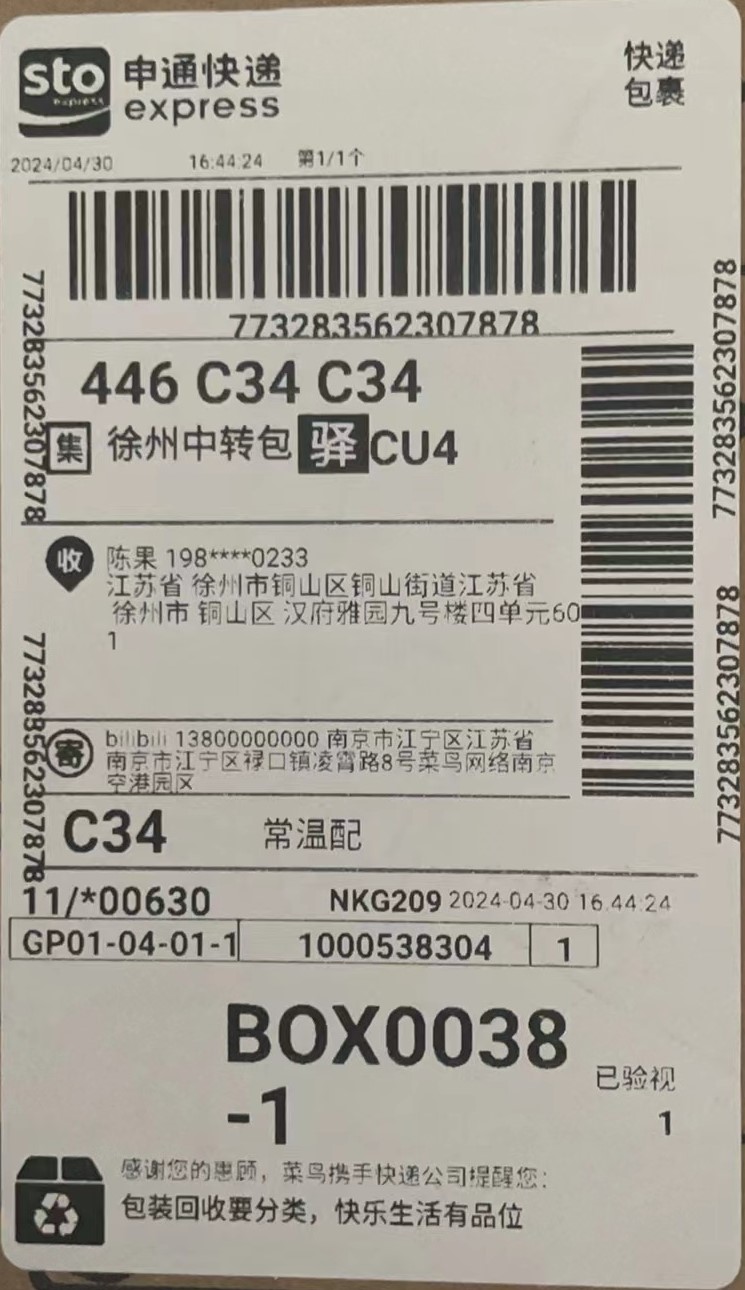 sto
express
申通快递
express
快递
包裹
2024/04/30 16:44:24 第1/1个
773283562307878
446 C34 C34
集 徐州中转包 驿 CU4
773283562307878
773283562307878
收 陈果 198****0233
江苏省 徐州市铜山区铜山街道江苏省
徐州市 铜山区 汉府雅园九号楼四单元60
1
773283562307878
773283562307878
寄 bilibili 13800000000 南京市江宁区江苏省
南京市江宁区禄口镇凌霄路8号菜鸟网络南京
空港园区
C34 常温配
11/*00630 NKG209 2024-04-30 16:44:24
GP01-04-01-1 1000538304 1
BOX0038
-1
已验视
1
感谢您的惠顾，菜鸟携手快递公司提醒您：
包装回收要分类，快乐生活有品位